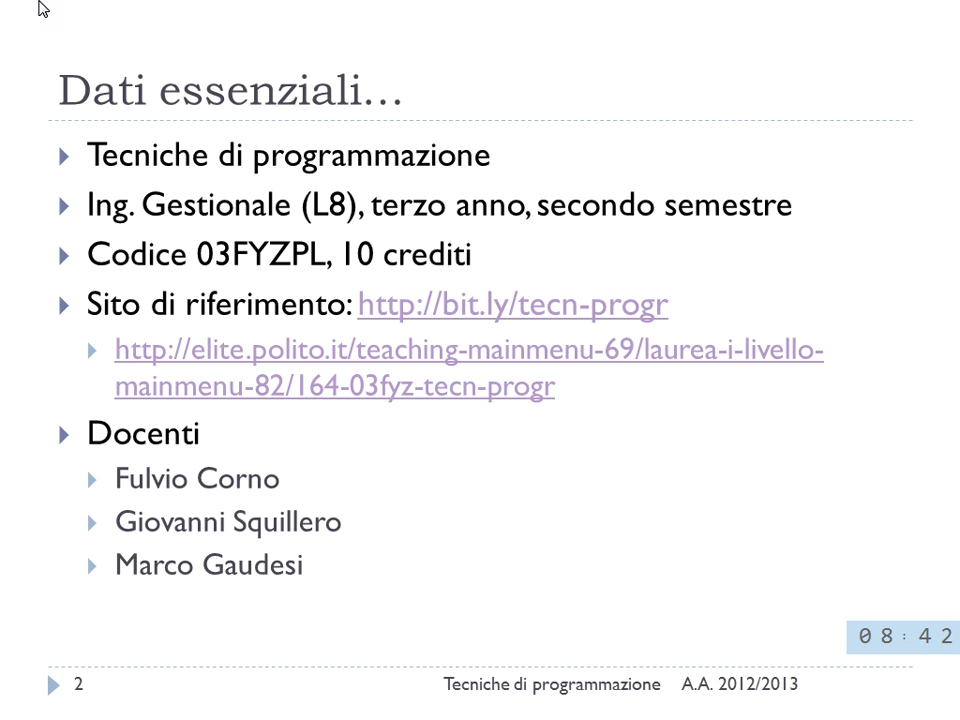 Dati essenziali…
Tecniche di programmazione
Ing. Gestionale (L8), terzo anno, secondo semestre
Codice 03FYZPL, 10 crediti
Sito di riferimento: http://bit.ly/tecn-progr
http://elite.polito.it/teaching-mainmenu-69/laurea-i-livello-
mainmenu-82/164-03fyz-tecn-progr
Docenti
Fulvio Corno
Giovanni Squillero
Marco Gaudesi
08:42
2 Tecniche di programmazione A.A. 2012/2013